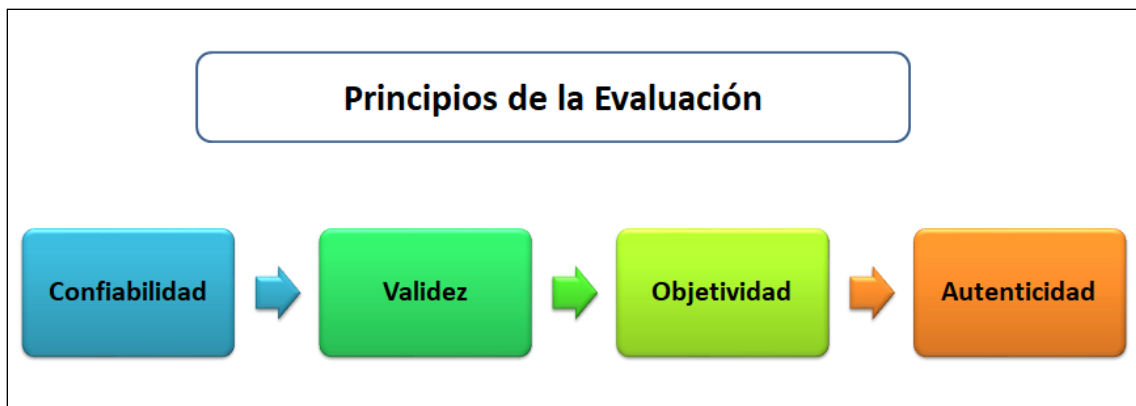 Principios de la Evaluación
Confiabilidad
Validez
Objetividad
Autenticidad